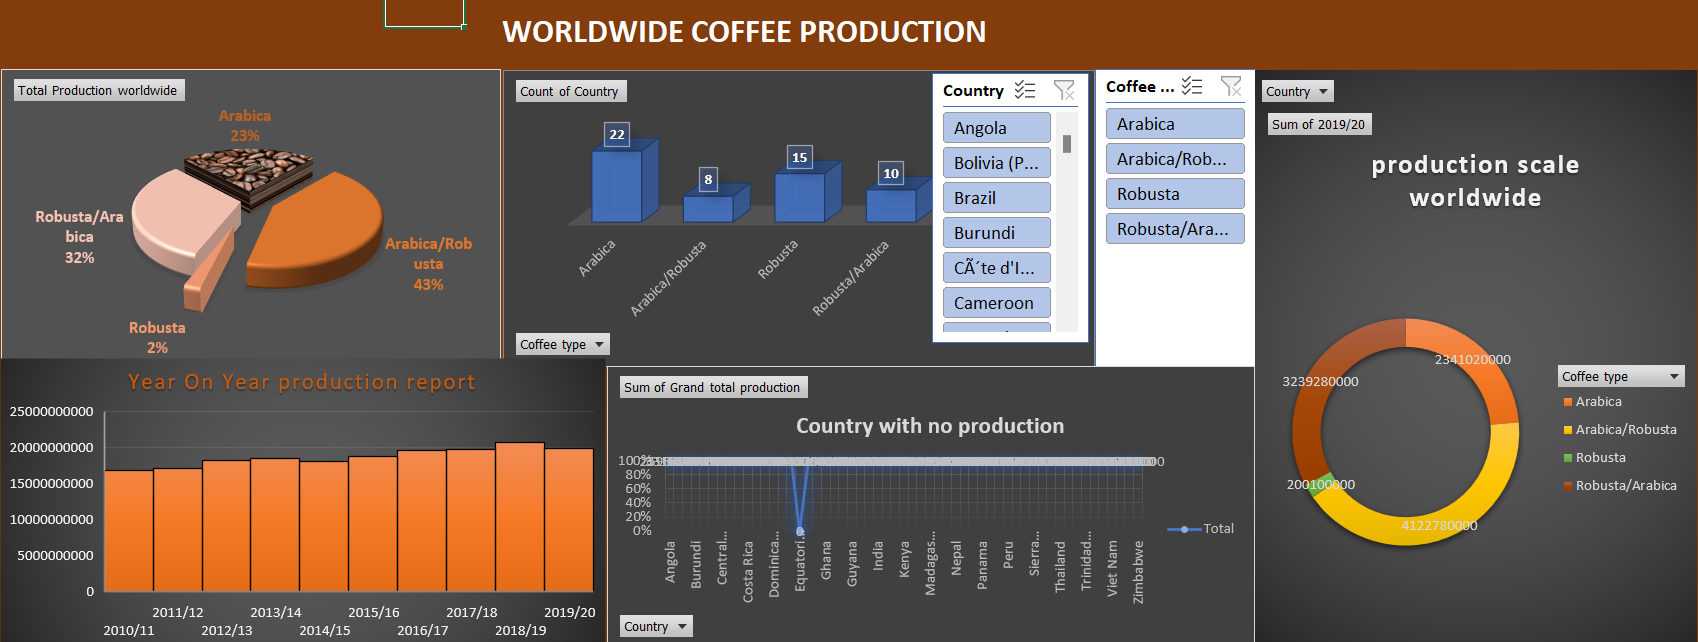 WORLDWIDE COFFEE PRODUCTION
Total Production worldwide
Arabica
23%
Robusta/Ara
bica
32%
Arabica/Rob
usta
43%
Robusta
2%
Count of Country
22
8
15
10
Arabica
Arabica/Robusta
Robusta
Robusta/Arabica
Coffee type
Country
Angola
Bolivia (P...
Brazil
Burundi
CÃ´te d'I...
Cameroon
Coffee ...
Arabica
Arabica/Rob...
Robusta
Robusta/Ara...
Country
Sum of 2019/20
production scale
worldwide
2341020000
3239280000
200100000
4122780000
Coffee type
Arabica
Arabica/Robusta
Robusta
Robusta/Arabica
Year On Year production report
25000000000
20000000000
15000000000
10000000000
5000000000
0
2010/11
2011/12
2012/13
2013/14
2014/15
2015/16
2016/17
2017/18
2018/19
2019/20
Sum of Grand total production
Country with no production
100%
80%
60%
40%
20%
0%
Total
Angola
Burundi
Central...
Costa Rica
Dominica...
Equatori...
Ghana
Guyana
India
Kenya
Madagas...
Nepal
Panama
Peru
Sierra...
Thailand
Trinidad...
Viet Nam
Zimbabwe
Country